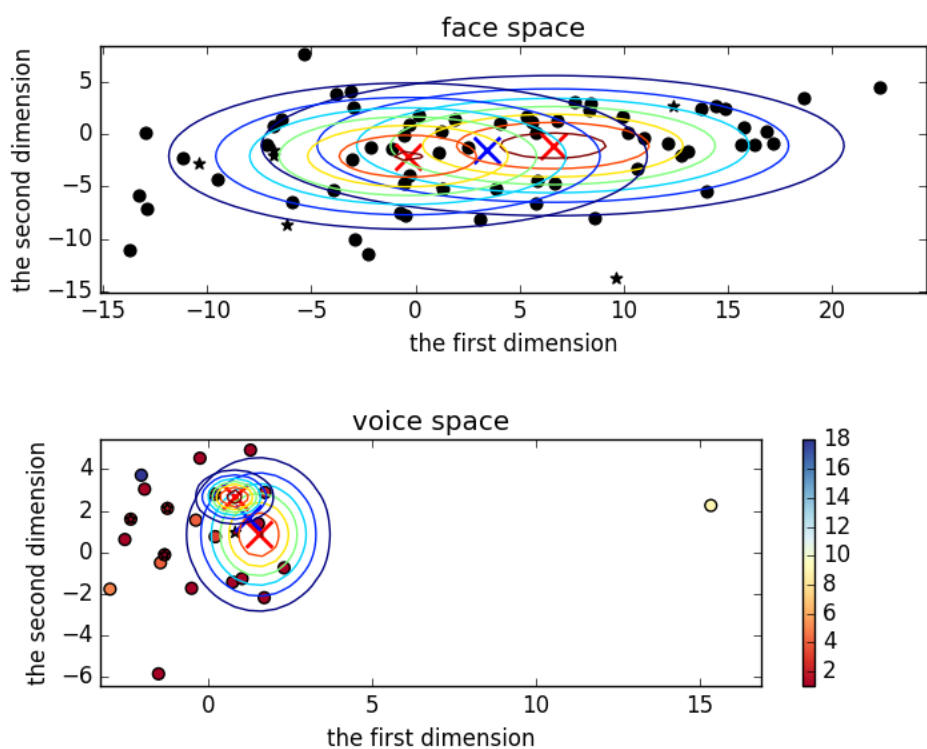 face space
5
0
−5
−10
−15
the second dimension
−15 −10 −5 0 5 10 15 20
the first dimension
voice space
4
2
0
−2
−4
−6
the second dimension
0 5 10 15
the first dimension
18
16
14
12
10
8
6
4
2